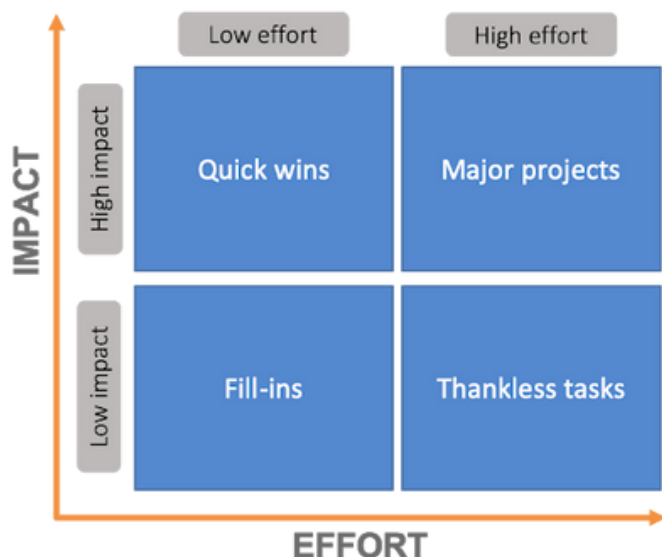 Low effort
High effort
IMPACT
High impact
Quick wins
Major projects
Low impact
Fill-ins
Thankless tasks
EFFORT